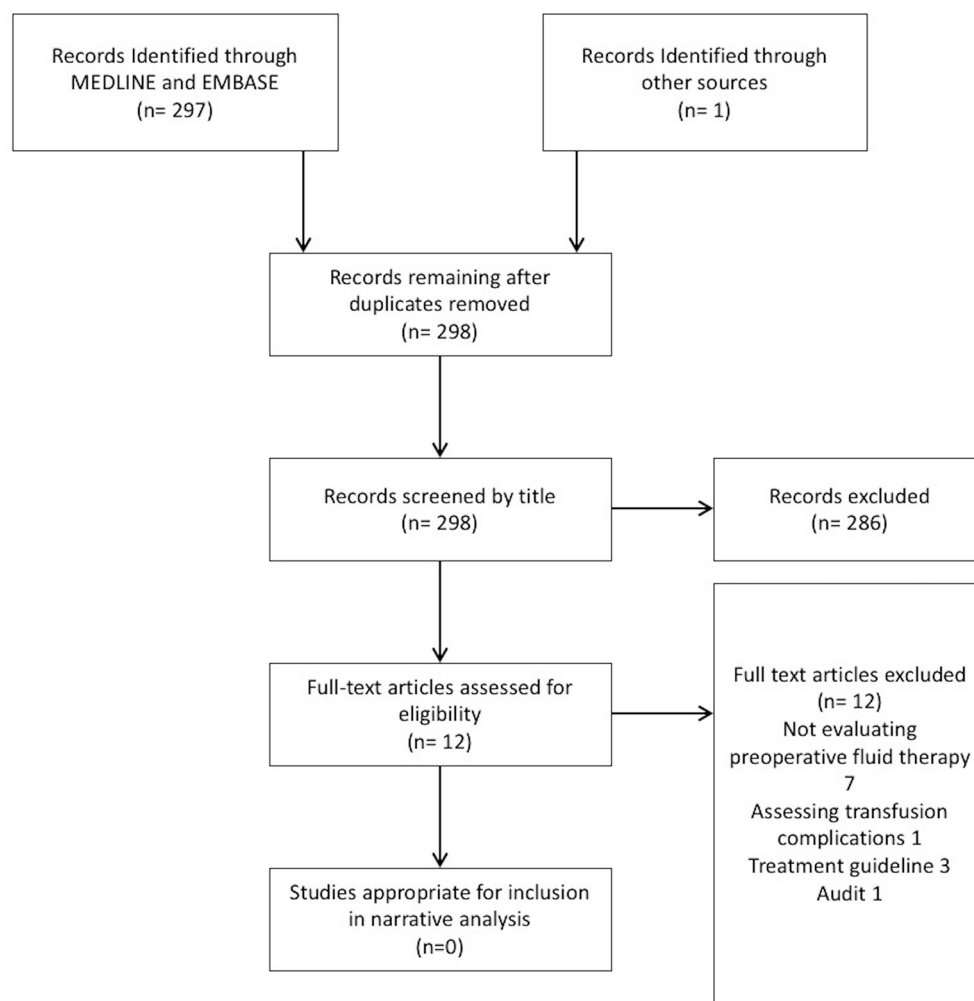 Records Identified through
MEDLINE and EMBASE
(n= 297)
Records Identified through
other sources
(n= 1)
Records remaining after
duplicates removed
(n= 298)
Records screened by title
(n= 298)
Records excluded
(n= 286)
Full-text articles assessed for
eligibility
(n= 12)
Full text articles excluded
(n= 12)
Not evaluating
preoperative fluid therapy
7
Assessing transfusion
complications 1
Treatment guideline 3
Audit 1
Studies appropriate for inclusion
in narrative analysis
(n=0)